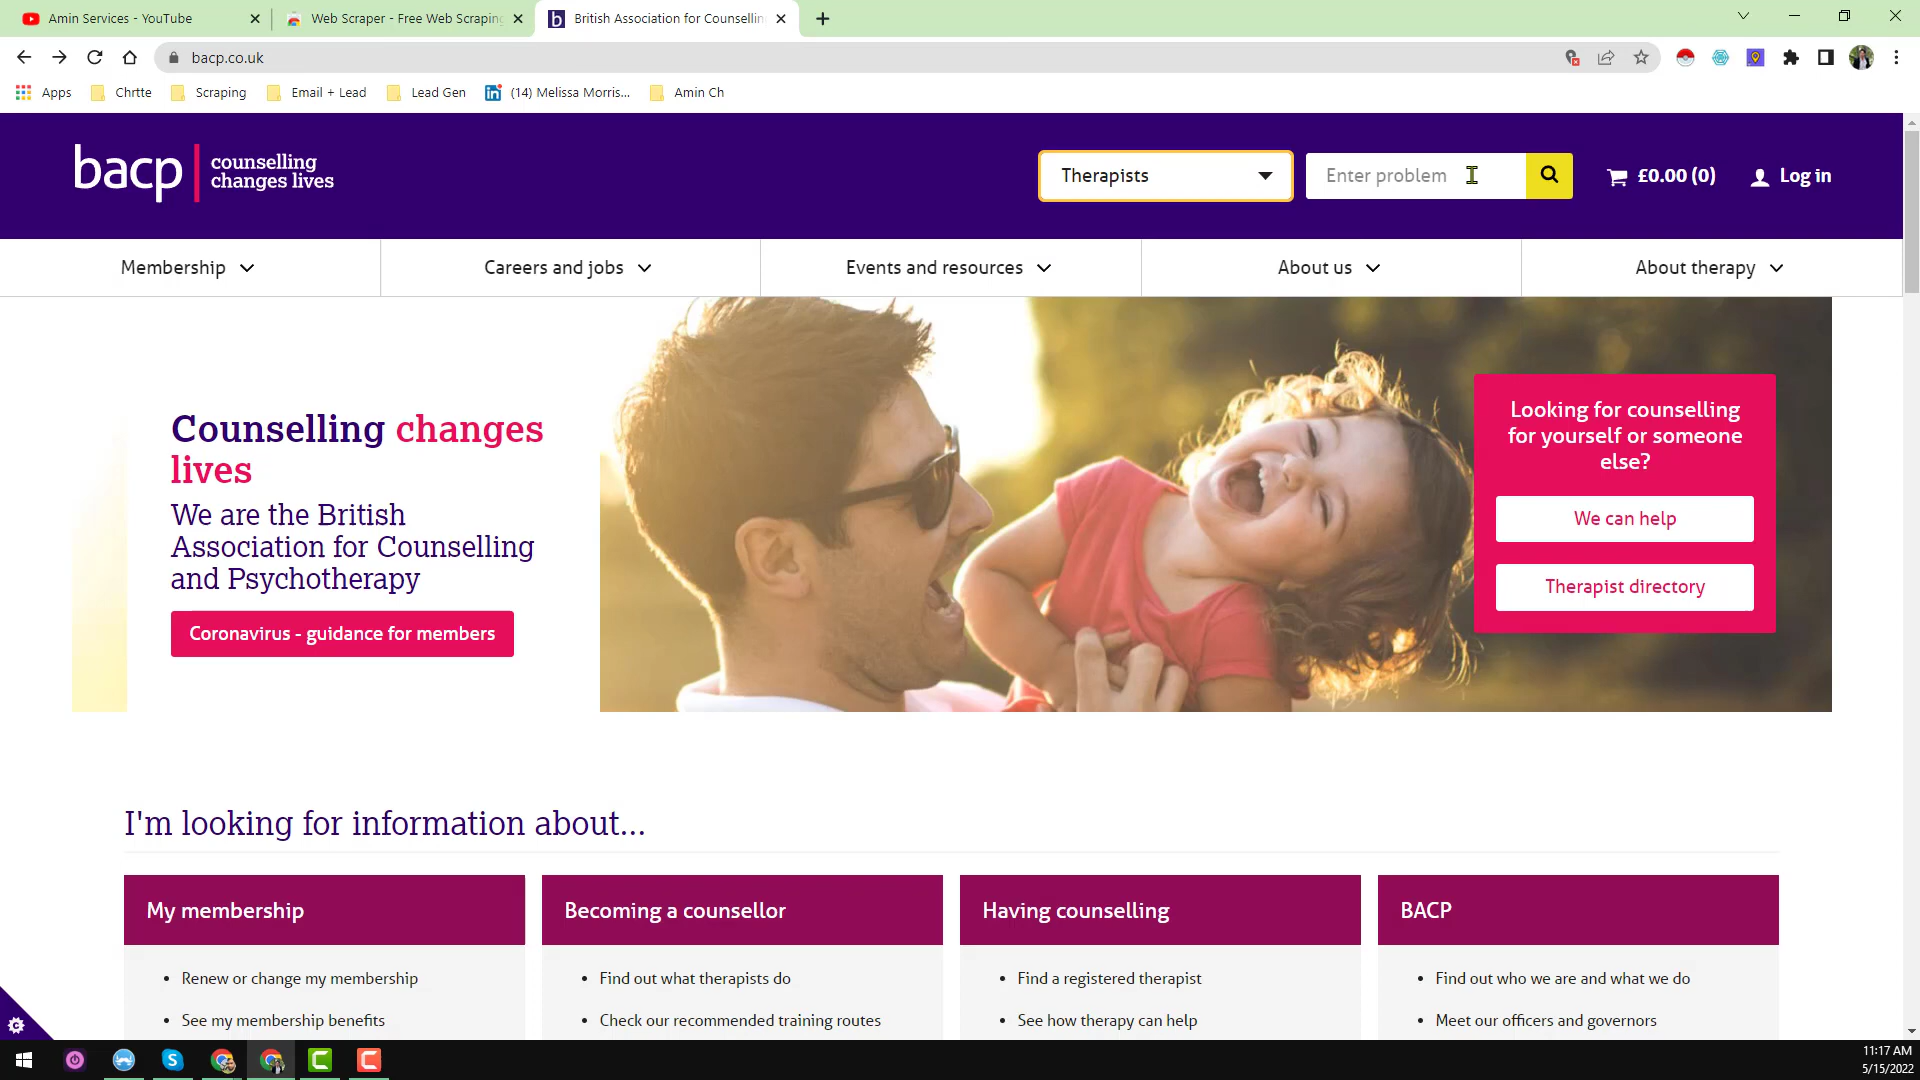 Amin Services - YouTube
Web Scraper - Free Web Scraping
British Association for Counsellin
bacp.co.uk
Apps
Chrtte
Scraping
Email + Lead
Lead Gen
(14) Melissa Morris...
Amin Ch
bacp
counselling
changes lives
Therapists
Enter problem
£0.00 (0)
Log in
Membership
Careers and jobs
Events and resources
About us
About therapy
Counselling changes
lives
We are the British
Association for Counselling
and Psychotherapy
Coronavirus - guidance for members
Looking for counselling
for yourself or someone
else?
We can help
Therapist directory
I'm looking for information about...
My membership
Renew or change my membership
See my membership benefits
Becoming a counsellor
Find out what therapists do
Check our recommended training routes
Having counselling
Find a registered therapist
See how therapy can help
BACP
Find out who we are and what we do
Meet our officers and governors
11:17 AM
5/15/2022